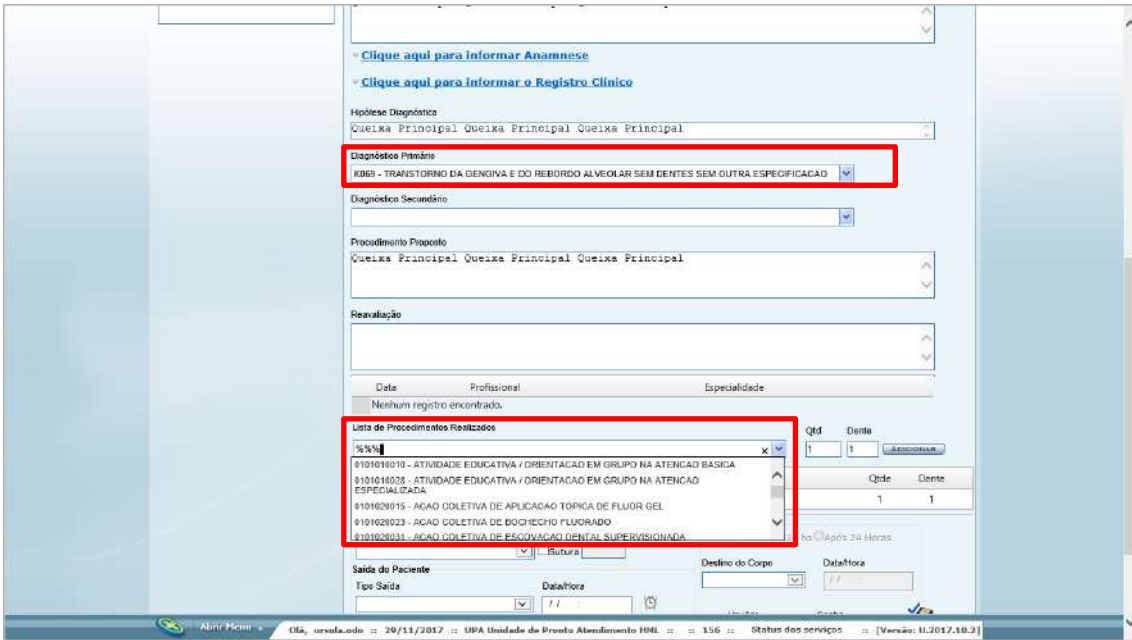 Clique aqui para informar Anamnese
Clique aqui para informar o Registro Clínico
Hipótese Diagnóstica
Queixa Principal Queixa Principal Queixa Principal
Diagnóstico Primário
K069 - TRANSTORNO DA GENGIVA E DO REBORDO ALVEOLAR SEM DENTES SEM OUTRA ESPECIFICACAO
Diagnóstico Secundário
Procedimento Proposto
Queixa Principal Queixa Principal Queixa Principal
Reavaliação
Data Profissional Especialidade
Nenhum registro encontrado.
Lista de Procedimentos Realizados Qtd Dente
%%% x 1 1 ADICIONAR
0101010010 - ATIVIDADE EDUCATIVA / ORIENTACAO EM GRUPO NA ATENCAO BASICA
0101010028 - ATIVIDADE EDUCATIVA / ORIENTACAO EM GRUPO NA ATENCAO
ESPECIALIZADA
Qtde Dente
0101020015 - ACAO COLETIVA DE APLICACAO TOPICA DE FLUOR GEL 1 1
0101020023 - ACAO COLETIVA DE BOCHECHO FLUORADO
0101020031 - ACAO COLETIVA DE ESCOVACAO DENTAL SUPERVISIONADA
hs Após 24 Horas
Sutura
Saída do Paciente Destino do Corpo Data/Hora
Tipo Saída Data/Hora
/ / :
/ / :
Abrir Menu
Olá, ursula.odo :: 29/11/2017 :: UPA Unidade de Pronto Atendimento HML :: :: 156 :: Status dos serviços :: [Versão: U.2017.10.2]